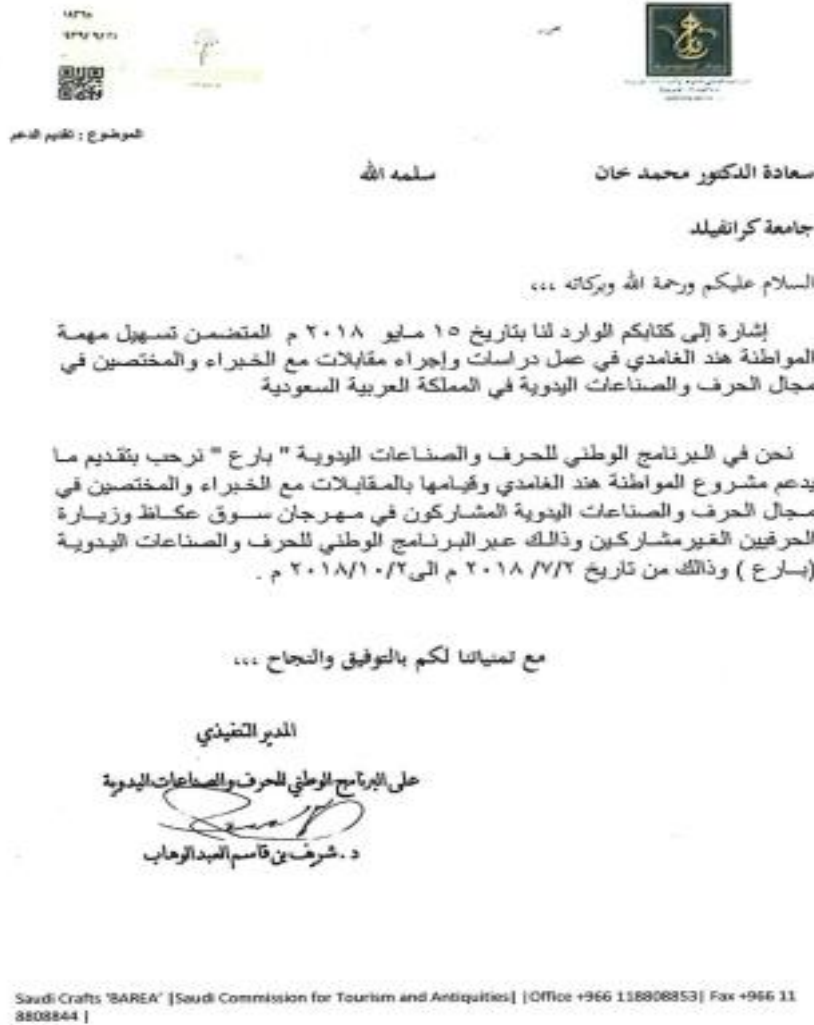 الموضوع : تقديم الدعم
سعادة الدكتور محمد خان سلمه الله
جامعة كرانفيلد
السلام عليكم ورحمة الله وبركاته ،،،
إشارة إلى كتابكم الوارد لنا بتاريخ ١٥ مايو ٢٠١٨ م المتضمن تسهيل مهمة
المواطنة هند الغامدي في عمل دراسات وإجراء مقابلات مع الخبراء والمختصين في
مجال الحرف والصناعات اليدوية في المملكة العربية السعودية
نحن في البرنامج الوطني للحرف والصناعات اليدوية " بارع " نرحب بتقديم ما
يدعم مشروع المواطنة هند الغامدي وقيامها بالمقابلات مع الخبراء والمختصين في
مجال الحرف والصناعات اليدوية المشاركون في مهرجان سوق عكاظ وزيارة
الحرفيين الغيرمشاركين وذالك عبرالبرنامج الوطني للحرف والصناعات اليدوية
(بارع ) وذالك من تاريخ ٢٠١٨ /٧/٢ م الى٢٠١٨/١٠/٢ م .
مع تمنياتنا لكم بالتوفيق والنجاح ،،،
المدير التنفيذي
على البرنامج الوطني للحرف والصناعات اليدوية
د . شرف بن قاسم العبدالوهاب
Saudi Crafts 'BAREA' |Saudi Commission for Tourism and Antiquities| |Office +966 118808853| Fax +966 11
8808844 |